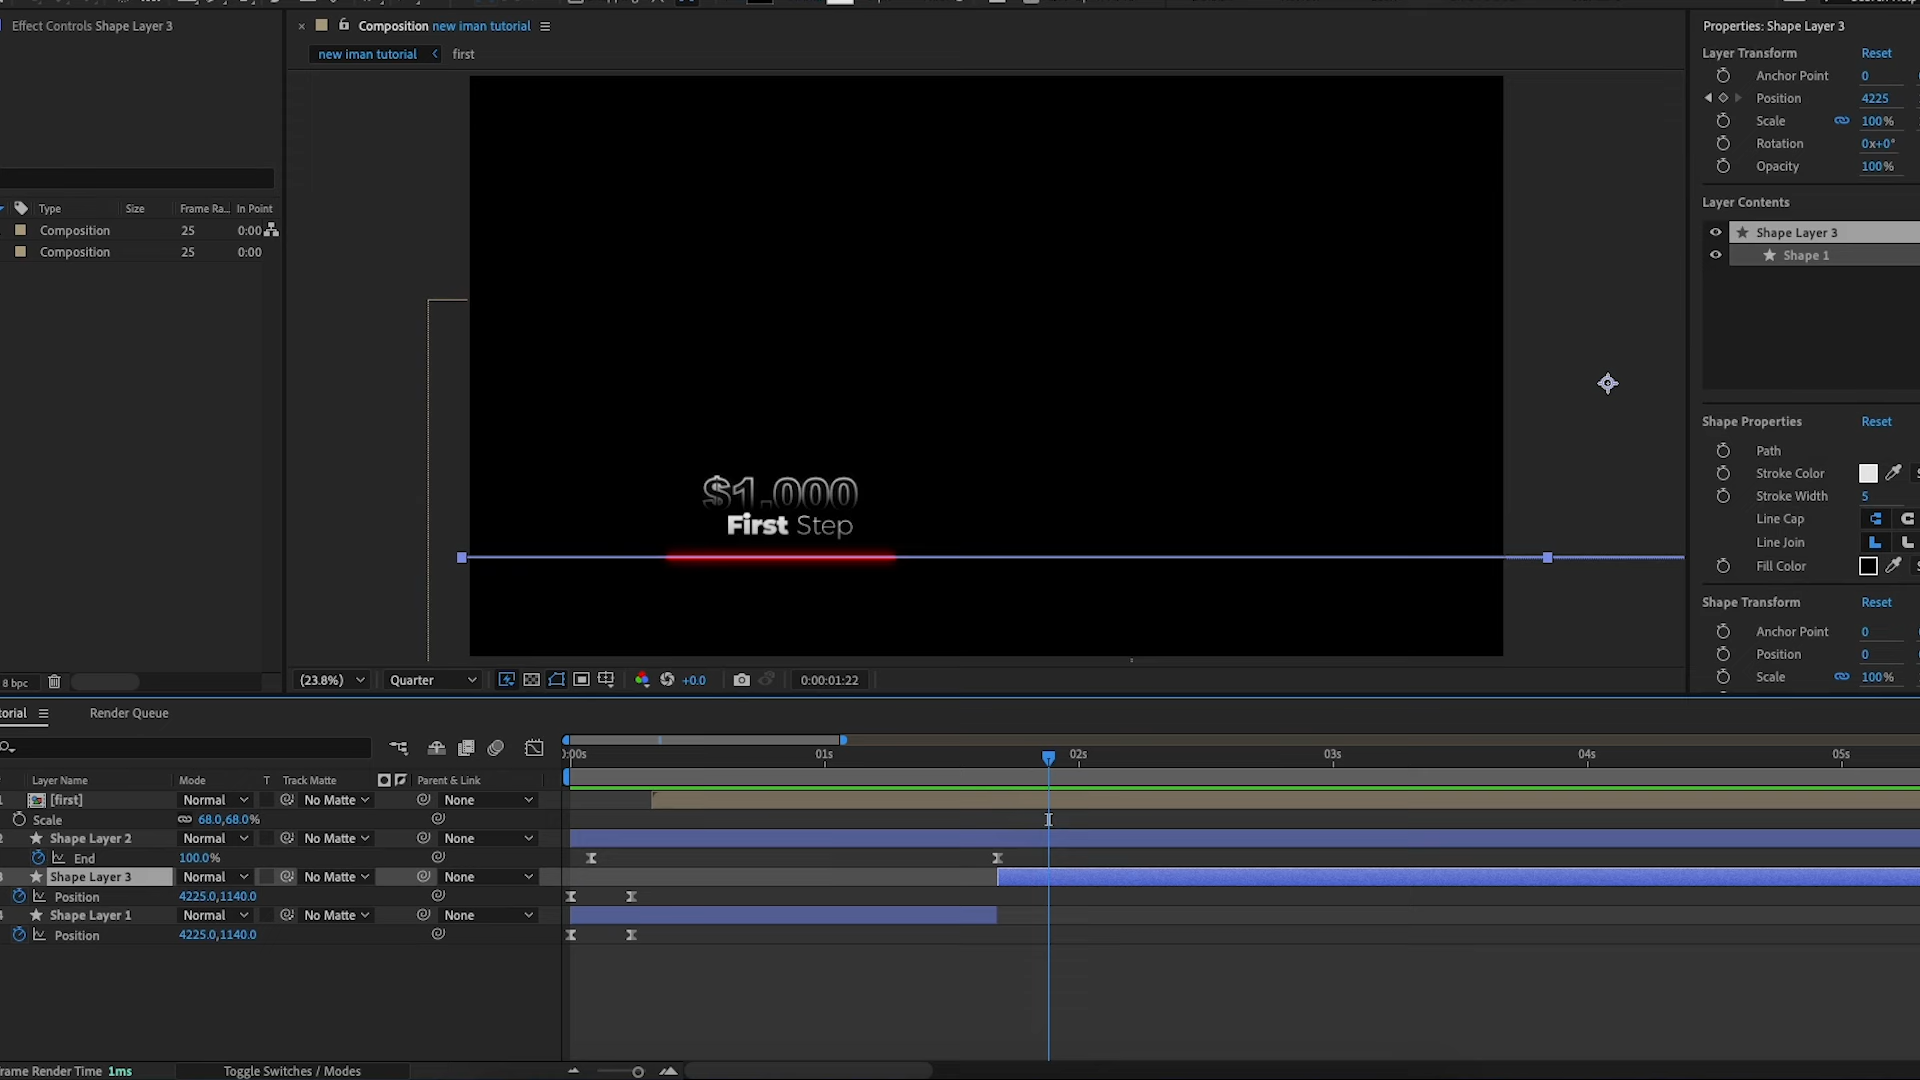 Effect Controls Shape Layer 3
× Composition new iman tutorial
new iman tutorial < first
Type Size Frame Ra... In Point
Composition 25 0:00
Composition 25 0:00
8 bpc
$1,000
First Step
(23.8%) Quarter +0.0 0:00:01:22
Properties: Shape Layer 3
Layer Transform Reset
Anchor Point 0
Position 4225
Scale 100%
Rotation 0x+0°
Opacity 100%
Layer Contents
Shape Layer 3
Shape 1
Shape Properties Reset
Path
Stroke Color
Stroke Width 5
Line Cap
Line Join
Fill Color
Shape Transform Reset
Anchor Point 0
Position 0
Scale 100%
torial Render Queue
):00s 01s 02s 03s 04s 05s
Layer Name Mode T Track Matte Parent & Link
1 [first] Normal No Matte None
Scale 68.0,68.0%
2 Shape Layer 2 Normal No Matte None
End 100.0%
3 Shape Layer 3 Normal No Matte None
Position 4225.0,1140.0
4 Shape Layer 1 Normal No Matte None
Position 4225.0,1140.0
rame Render Time 1ms Toggle Switches / Modes